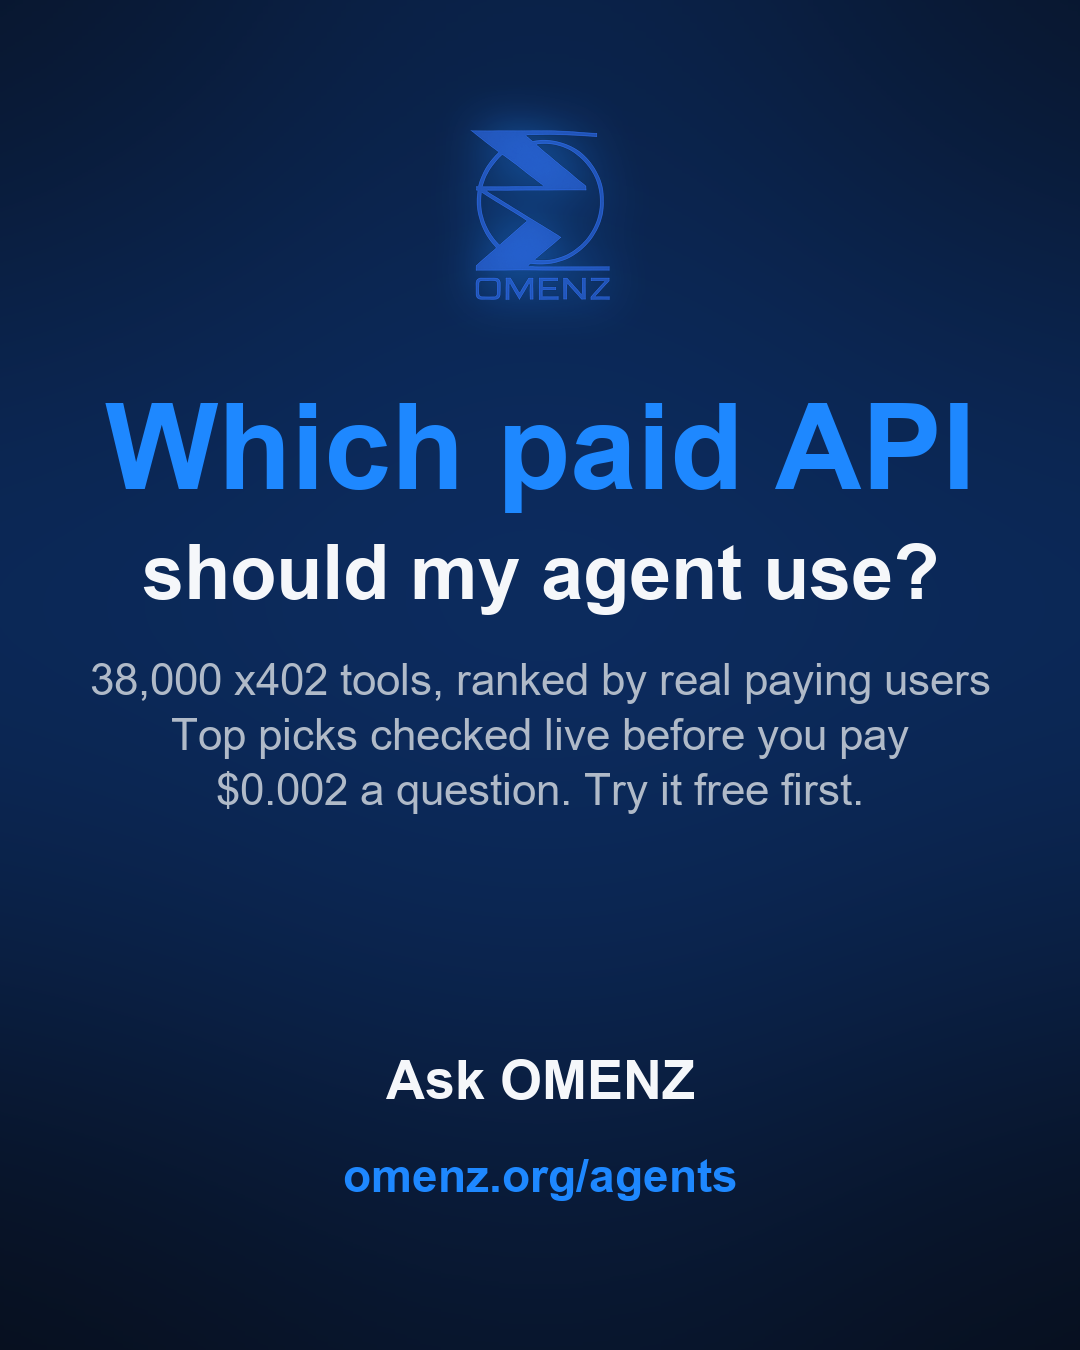 OMENZ
Which paid API
should my agent use?
38,000 x402 tools, ranked by real paying users
Top picks checked live before you pay
$0.002 a question. Try it free first.
Ask OMENZ
omenz.org/agents